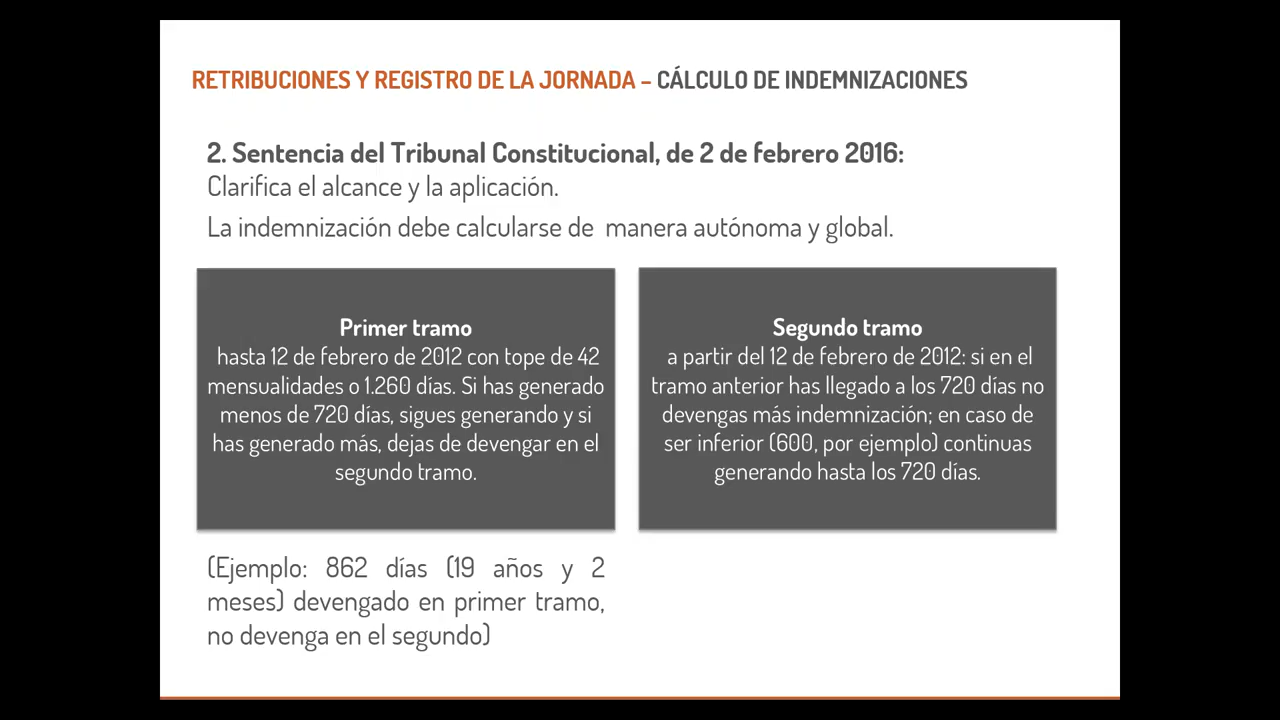 RETRIBUCIONES Y REGISTRO DE LA JORNADA – CÁLCULO DE INDEMNIZACIONES
2. Sentencia del Tribunal Constitucional, de 2 de febrero 2016:
Clarifica el alcance y la aplicación.
La indemnización debe calcularse de manera autónoma y global.
Primer tramo
hasta 12 de febrero de 2012 con tope de 42
mensualidades o 1.260 días. Si has generado
menos de 720 días, sigues generando y si
has generado más, dejas de devengar en el
segundo tramo.
Segundo tramo
a partir del 12 de febrero de 2012: si en el
tramo anterior has llegado a los 720 días no
devengas más indemnización; en caso de
ser inferior (600, por ejemplo) continuas
generando hasta los 720 días.
(Ejemplo: 862 días (19 años y 2
meses) devengado en primer tramo,
no devenga en el segundo)